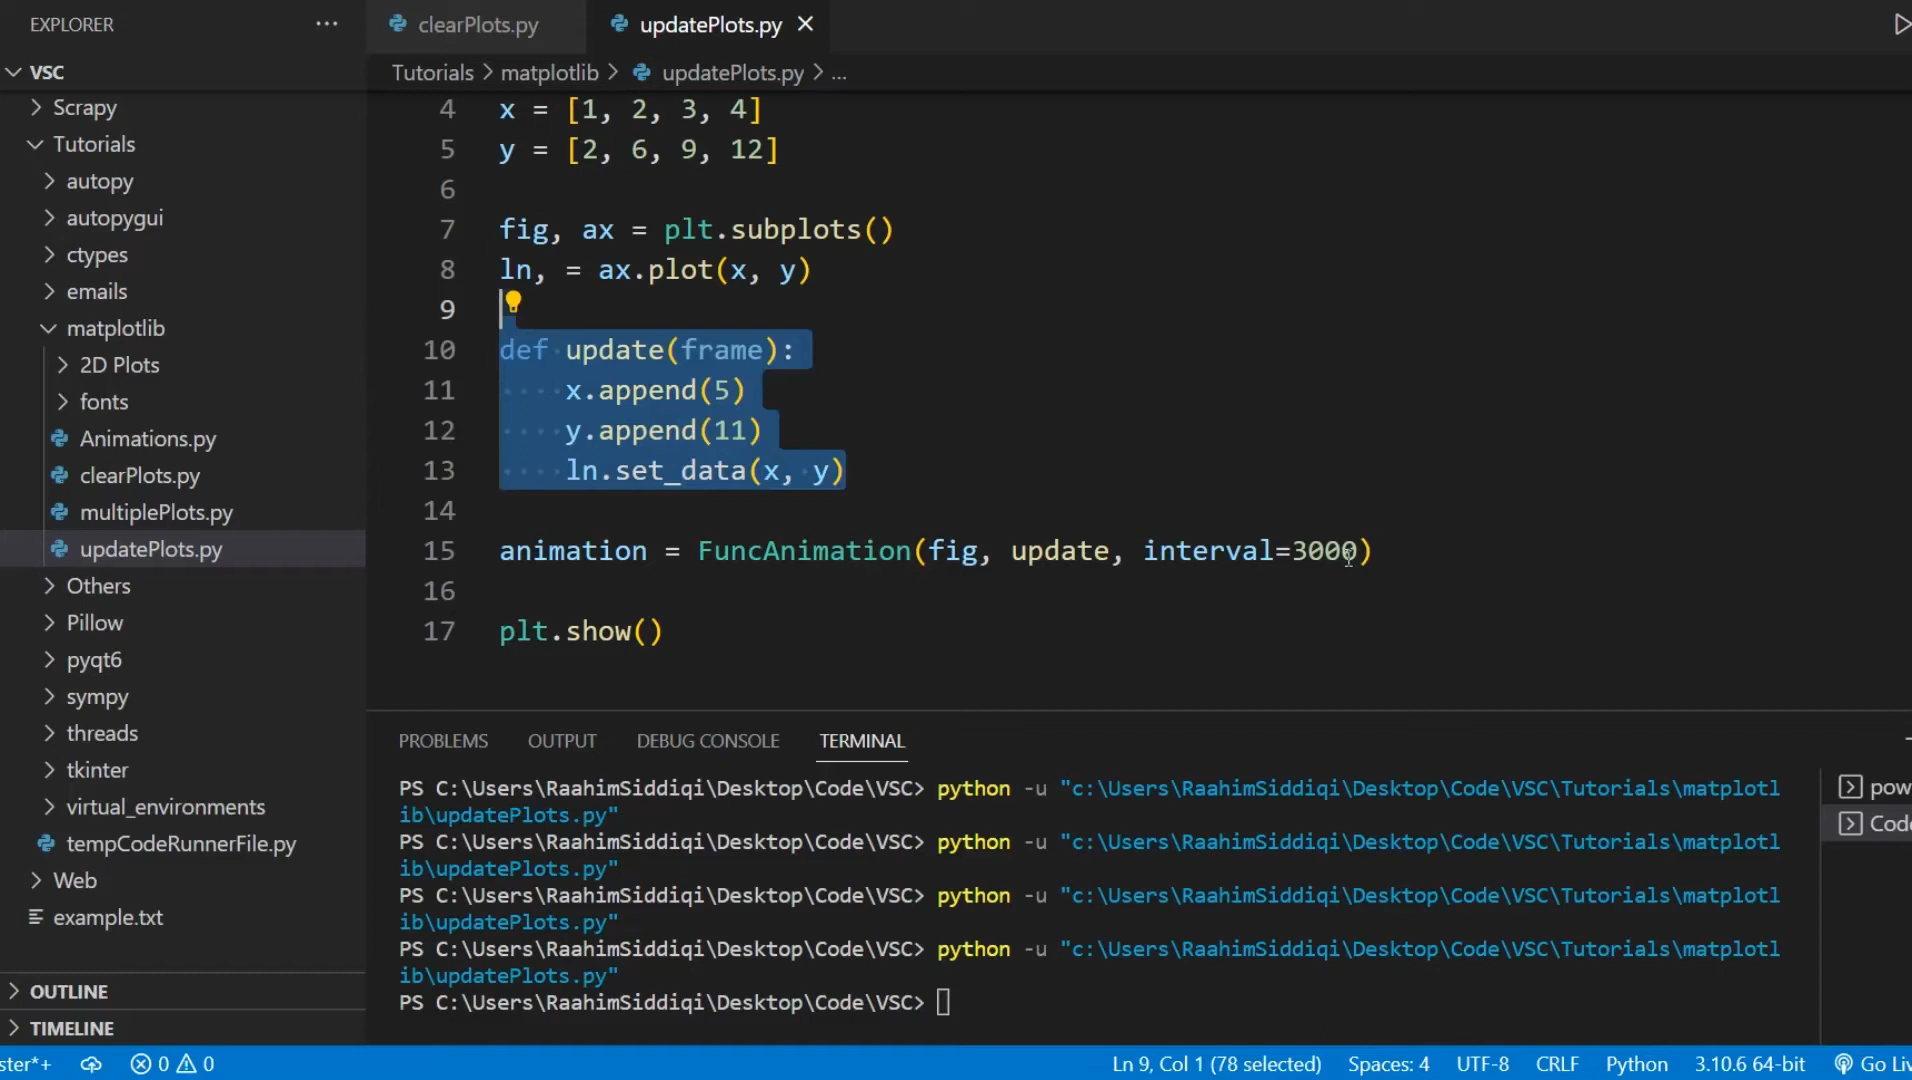 EXPLORER ···
VSC
Scrapy
Tutorials
autopy
autopygui
ctypes
emails
matplotlib
2D Plots
fonts
Animations.py
clearPlots.py
multiplePlots.py
updatePlots.py
Others
Pillow
pyqt6
sympy
threads
tkinter
virtual_environments
tempCodeRunnerFile.py
Web
example.txt
OUTLINE
TIMELINE
clearPlots.py updatePlots.py
Tutorials > matplotlib > updatePlots.py > ...
4 x = [1, 2, 3, 4]
5 y = [2, 6, 9, 12]
6
7 fig, ax = plt.subplots()
8 ln, = ax.plot(x, y)
9
10 def update(frame):
11 x.append(5)
12 y.append(11)
13 ln.set_data(x, y)
14
15 animation = FuncAnimation(fig, update, interval=3000)
16
17 plt.show()
PROBLEMS OUTPUT DEBUG CONSOLE TERMINAL
PS C:\Users\RaahimSiddiqi\Desktop\Code\VSC> python -u "c:\Users\RaahimSiddiqi\Desktop\Code\VSC\Tutorials\matplotl
ib\updatePlots.py"
PS C:\Users\RaahimSiddiqi\Desktop\Code\VSC> python -u "c:\Users\RaahimSiddiqi\Desktop\Code\VSC\Tutorials\matplotl
ib\updatePlots.py"
PS C:\Users\RaahimSiddiqi\Desktop\Code\VSC> python -u "c:\Users\RaahimSiddiqi\Desktop\Code\VSC\Tutorials\matplotl
ib\updatePlots.py"
PS C:\Users\RaahimSiddiqi\Desktop\Code\VSC> python -u "c:\Users\RaahimSiddiqi\Desktop\Code\VSC\Tutorials\matplotl
ib\updatePlots.py"
PS C:\Users\RaahimSiddiqi\Desktop\Code\VSC>
pow
Code
ster*+ 0 0 Ln 9, Col 1 (78 selected) Spaces: 4 UTF-8 CRLF Python 3.10.6 64-bit Go Liv